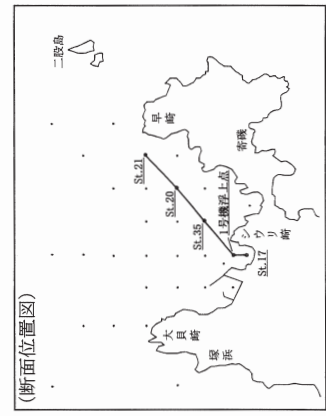 (断面位置図)
二股島
早崎
St.21
St.20
St.35
寄磯
1号機浮上点
シウリ崎
St.17
大貝崎
塚浜